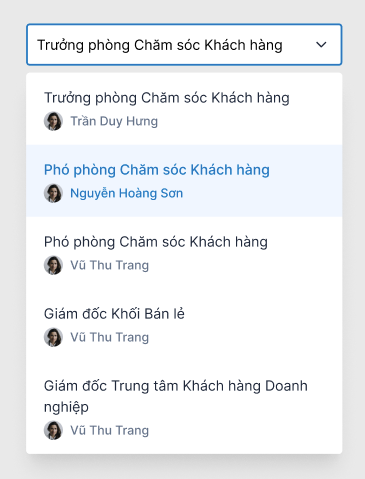 Trưởng phòng Chăm sóc Khách hàng
Trưởng phòng Chăm sóc Khách hàng
Trần Duy Hưng
Phó phòng Chăm sóc Khách hàng
Nguyễn Hoàng Sơn
Phó phòng Chăm sóc Khách hàng
Vũ Thu Trang
Giám đốc Khối Bán lẻ
Vũ Thu Trang
Giám đốc Trung tâm Khách hàng Doanh
nghiệp
Vũ Thu Trang